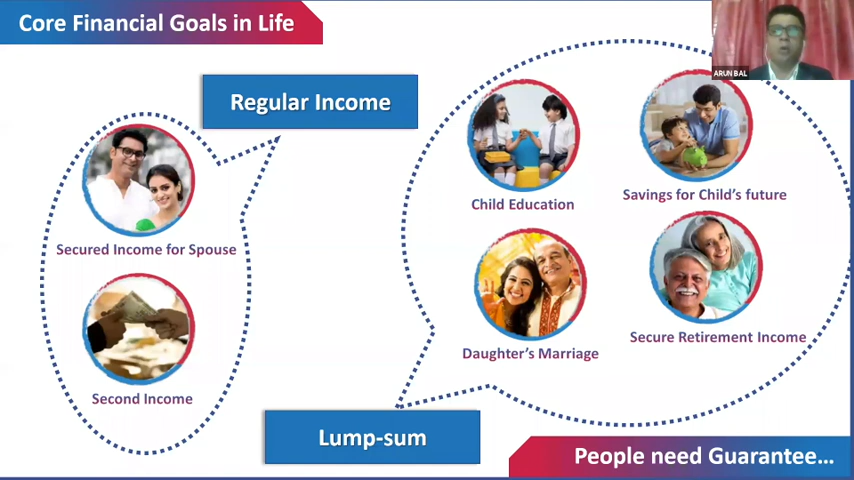 Core Financial Goals in Life
ARUN BAL
Regular Income
Child Education
Savings for Child's future
Secured Income for Spouse
Daughter's Marriage
Secure Retirement Income
Second Income
Lump-sum
People need Guarantee...